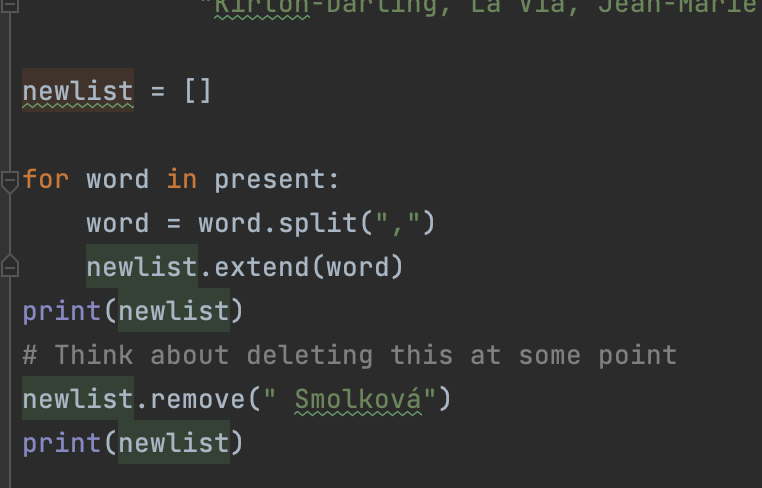 "Kirton-Darling, La Via, Jean-Marie
newlist = []
for word in present:
    word = word.split(",")
    newlist.extend(word)
print(newlist)
# Think about deleting this at some point
newlist.remove(" Smolková")
print(newlist)